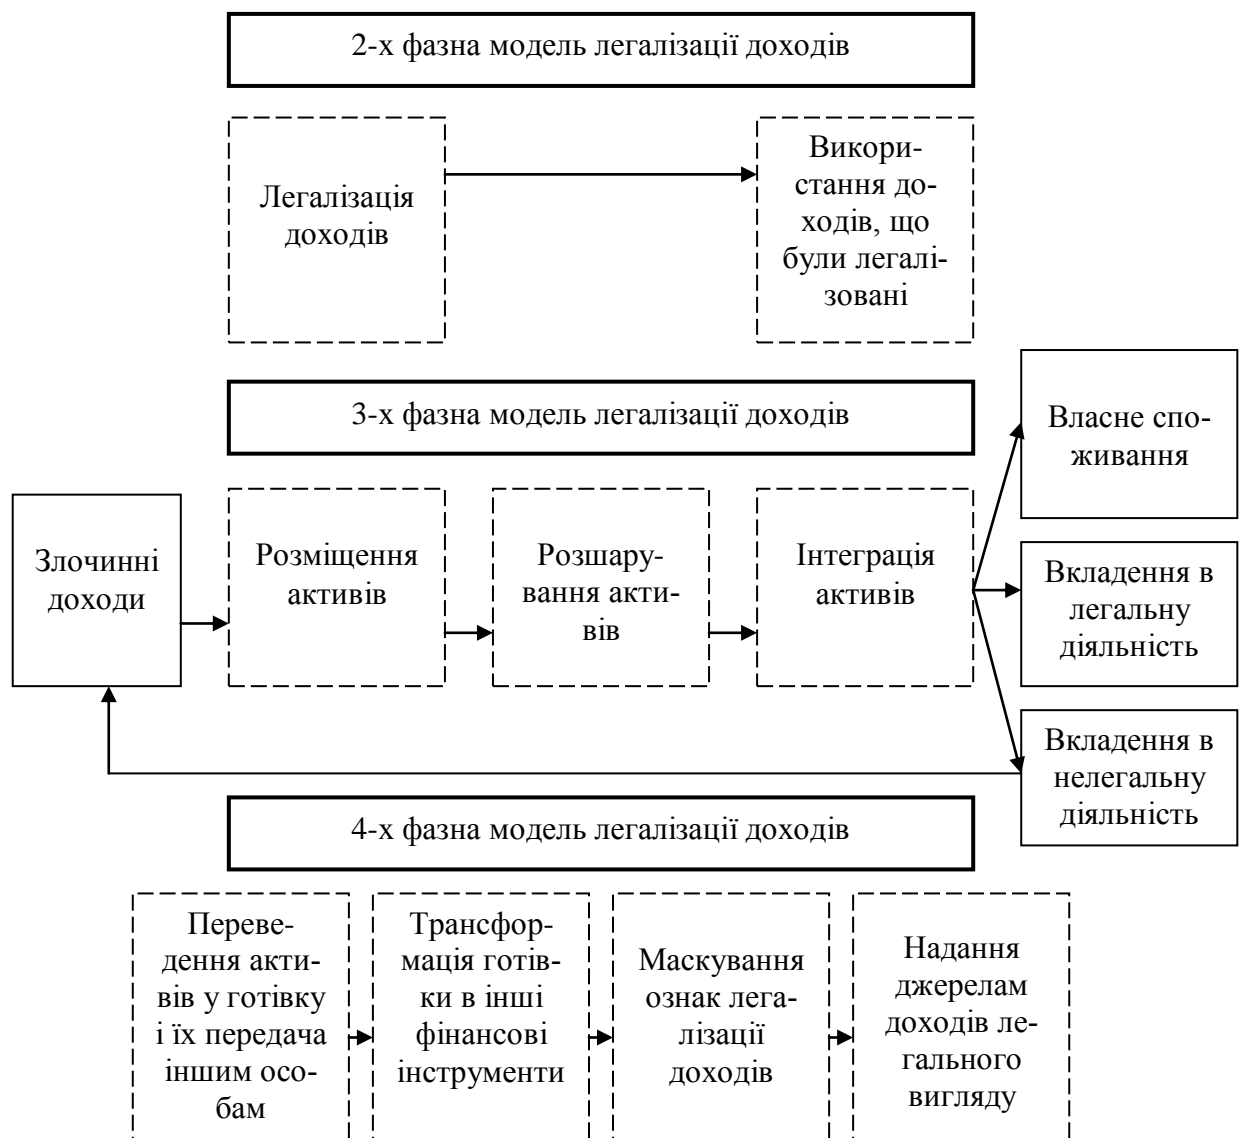 2-х фазна модель легалізації доходів
Легалізація
доходів
Викори-
стання до-
ходів, що
були легалі-
зовані
3-х фазна модель легалізації доходів
Злочинні
доходи
Розміщення
активів
Розшару-
вання акти-
вів
Інтеграція
активів
Власне спо-
живання
Вкладення в
легальну
діяльність
Вкладення в
нелегальну
діяльність
4-х фазна модель легалізації доходів
Переве-
дення акти-
вів у готівку
і їх передача
іншим осо-
бам
Трансфор-
мація готів-
ки в інші
фінансові
інструменти
Маскування
ознак лега-
лізації
доходів
Надання
джерелам
доходів ле-
гального
вигляду